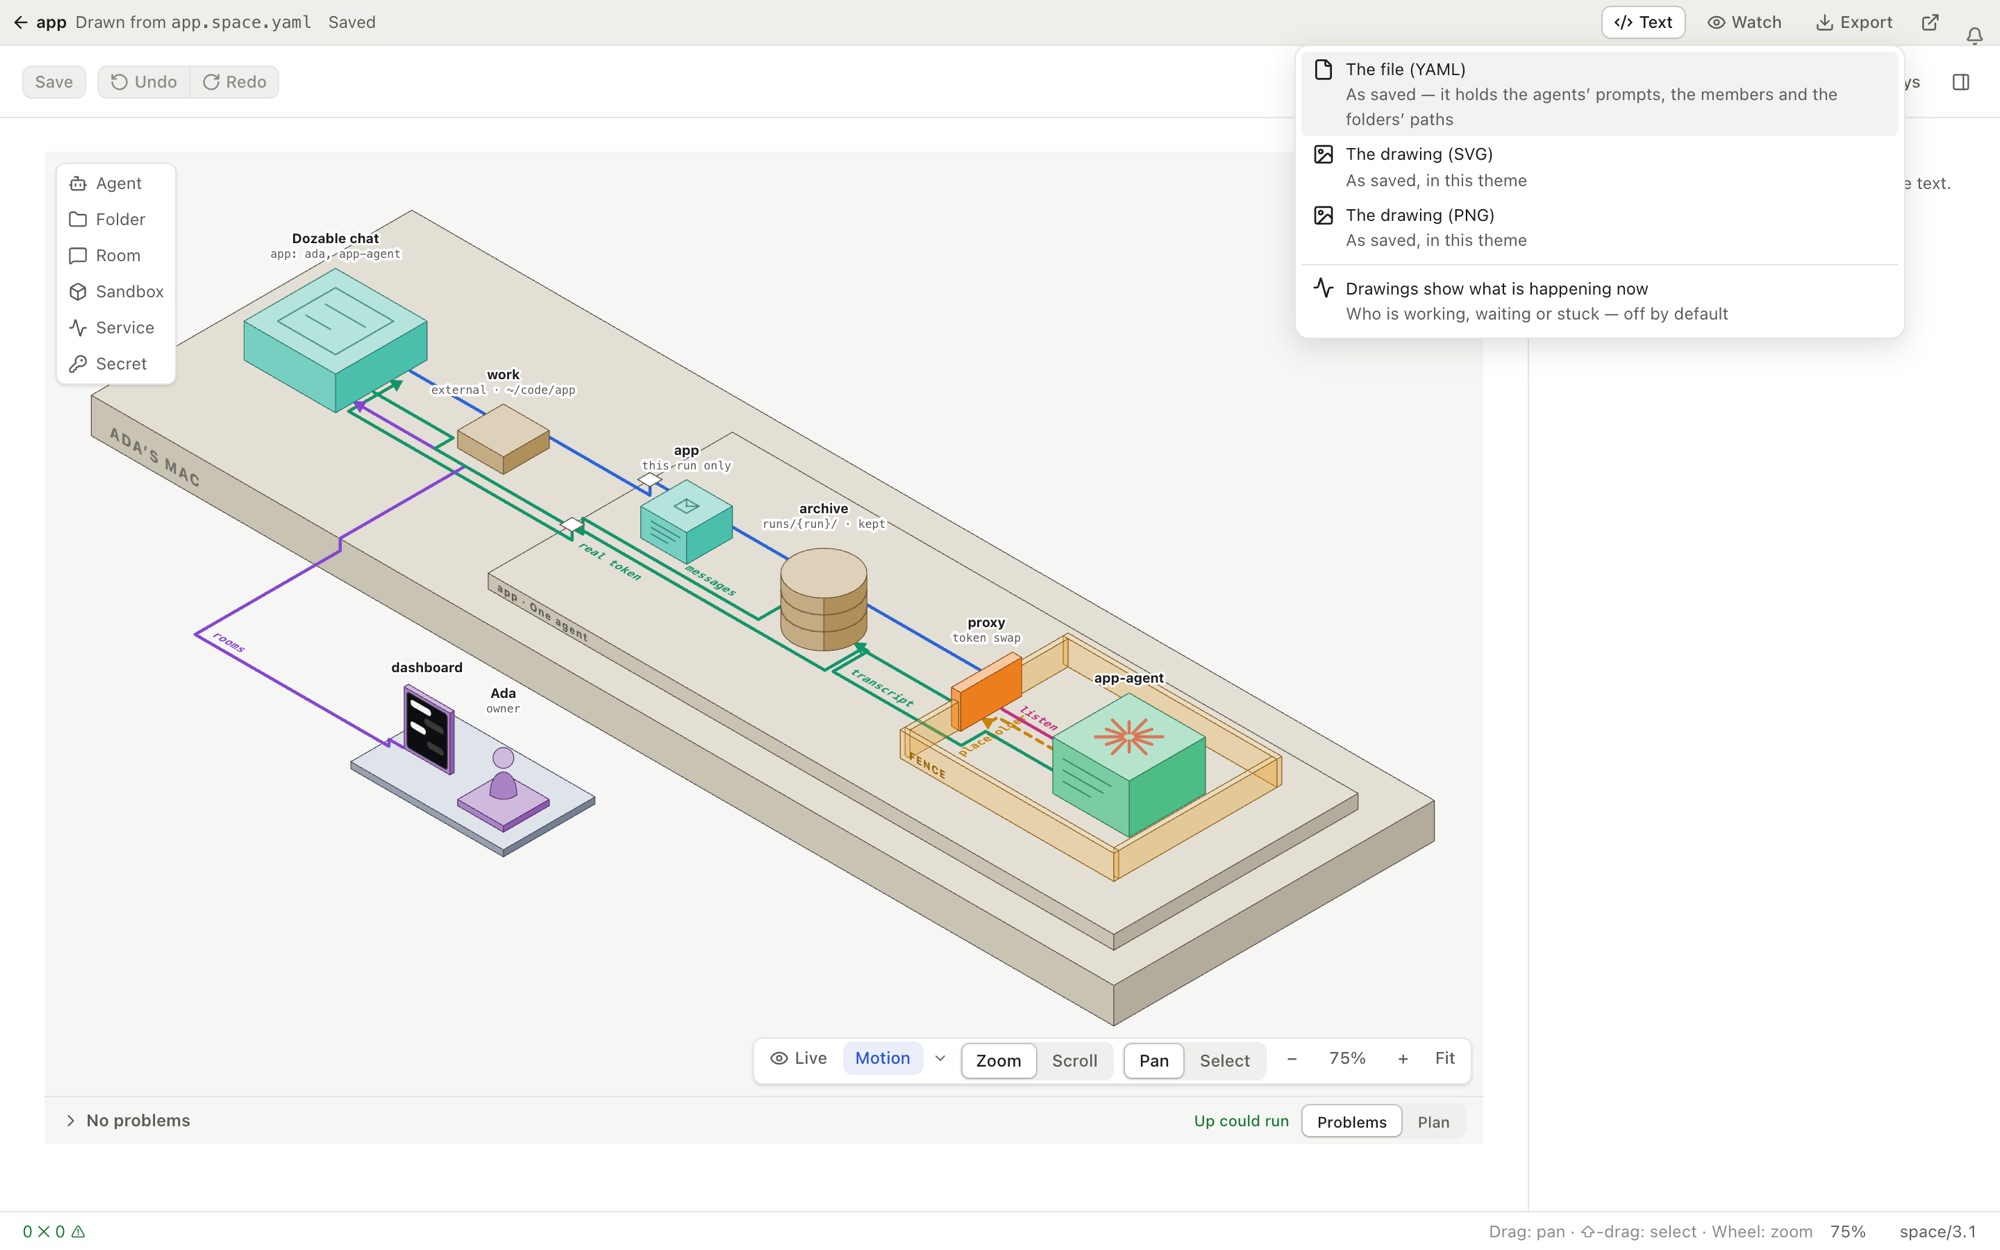 app Drawn from app.space.yaml Saved
Text Watch Export
Save Undo Redo
ys
The file (YAML)
As saved — it holds the agents’ prompts, the members and the
folders’ paths
The drawing (SVG)
As saved, in this theme
The drawing (PNG)
As saved, in this theme
Drawings show what is happening now
Who is working, waiting or stuck — off by default
e text.
Agent
Folder
Room
Sandbox
Service
Secret
Dozable chat
app: ada, app-agent
work
external · ~/code/app
app
this run only
archive
runs/{run}/ · kept
proxy
token swap
app-agent
ADA'S MAC
app · One agent
real token
messages
transcript
listen
FENCE
rooms
dashboard
Ada
owner
Live Motion Zoom Scroll Pan Select − 75% + Fit
No problems
Up could run Problems Plan
0 0
Drag: pan · ⇧-drag: select · Wheel: zoom 75% space/3.1